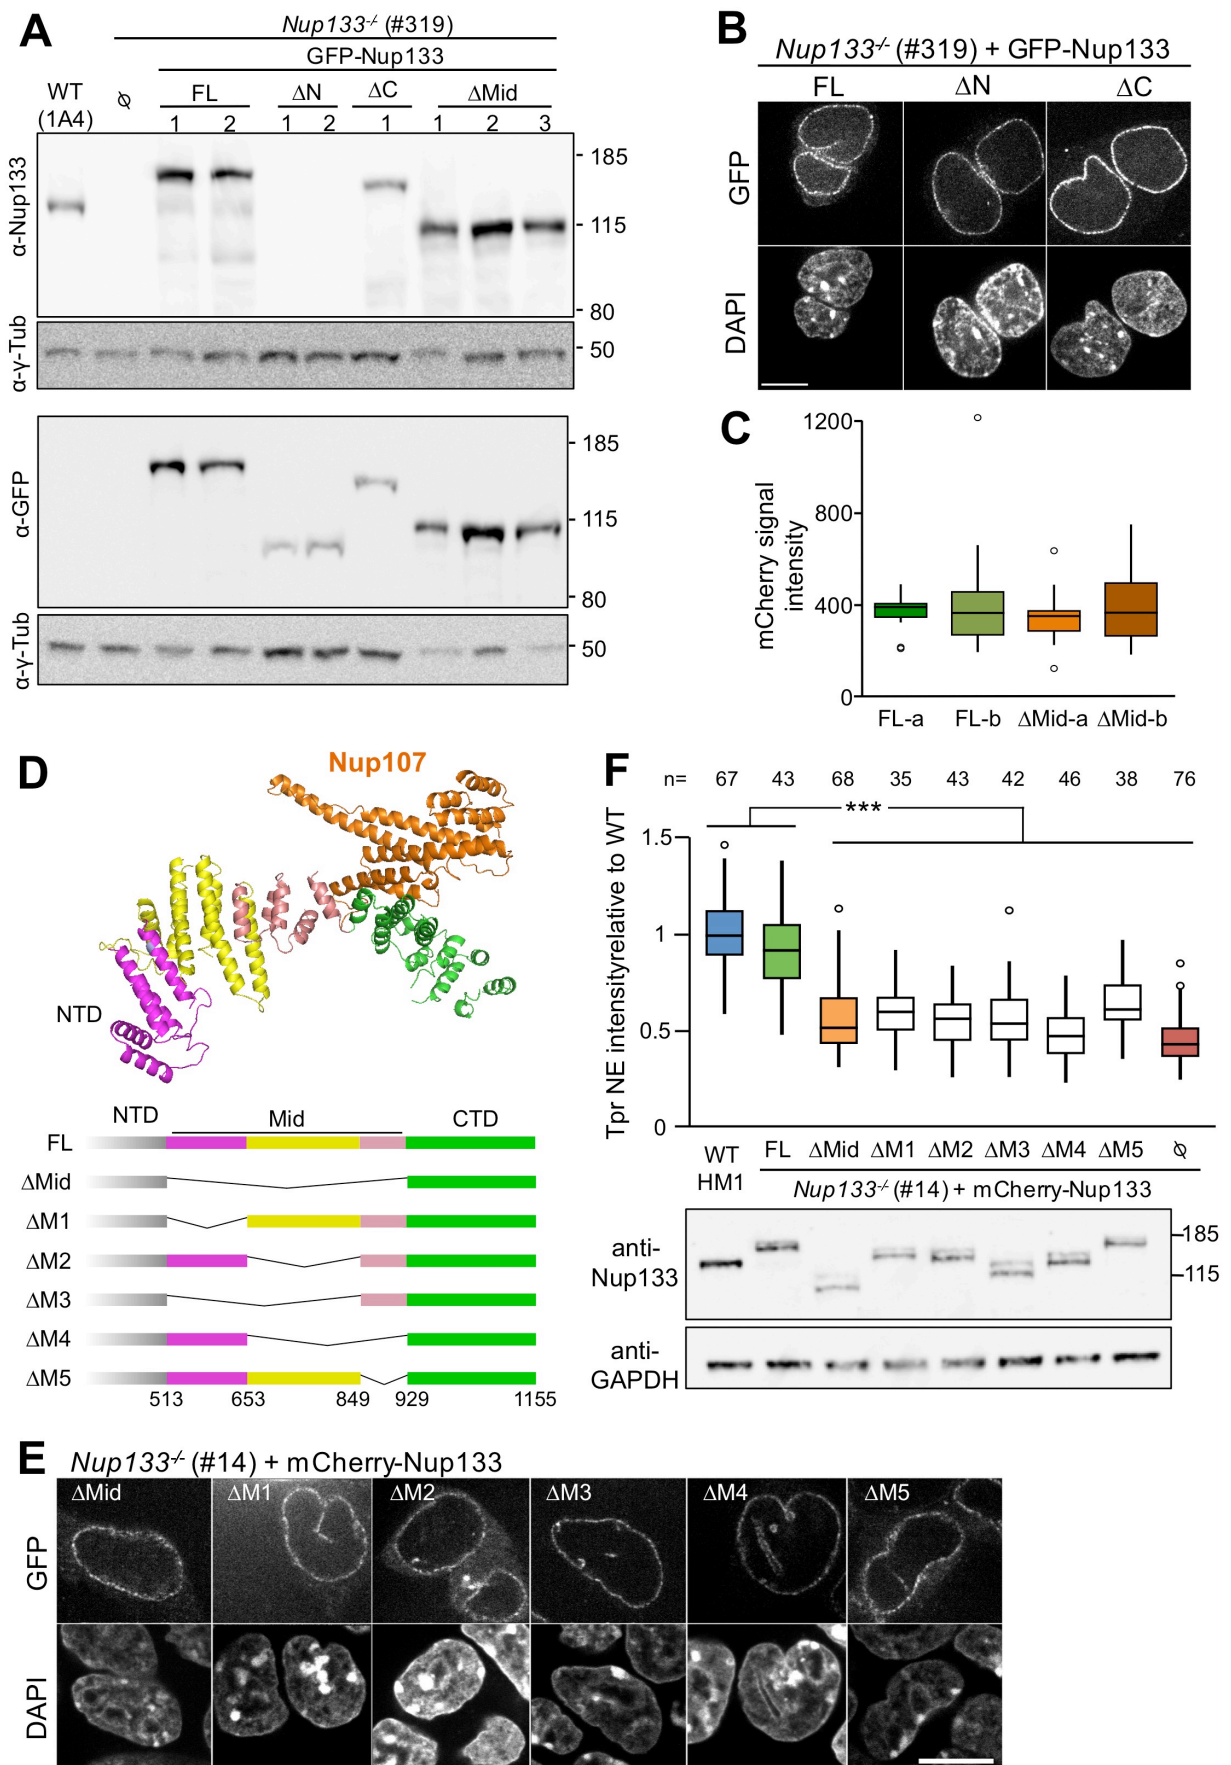 A
Nup133-/- (#319)
GFP-Nup133
WT
(1A4)
∅
FL
ΔN
ΔC
ΔMid
1 2 1 2 1 1 2 3
α-Nup133
185
115
80
α-γ-Tub
50
α-GFP
185
115
80
α-γ-Tub
50
B
Nup133-/- (#319) + GFP-Nup133
FL ΔN ΔC
GFP
DAPI
C
mCherry signal
intensity
1200
800
400
0
FL-a FL-b ΔMid-a ΔMid-b
D
Nup107
NTD
NTD Mid CTD
FL
ΔMid
ΔM1
ΔM2
ΔM3
ΔM4
ΔM5
513 653 849 929 1155
F
n= 67 43 68 35 43 42 46 38 76
***
Tpr NE intensityrelative to WT
1.5
1
0.5
0
WT
HM1
FL ΔMid ΔM1 ΔM2 ΔM3 ΔM4 ΔM5 ∅
Nup133-/- (#14) + mCherry-Nup133
anti-
Nup133
185
115
anti-
GAPDH
E
Nup133-/- (#14) + mCherry-Nup133
ΔMid ΔM1 ΔM2 ΔM3 ΔM4 ΔM5
GFP
DAPI